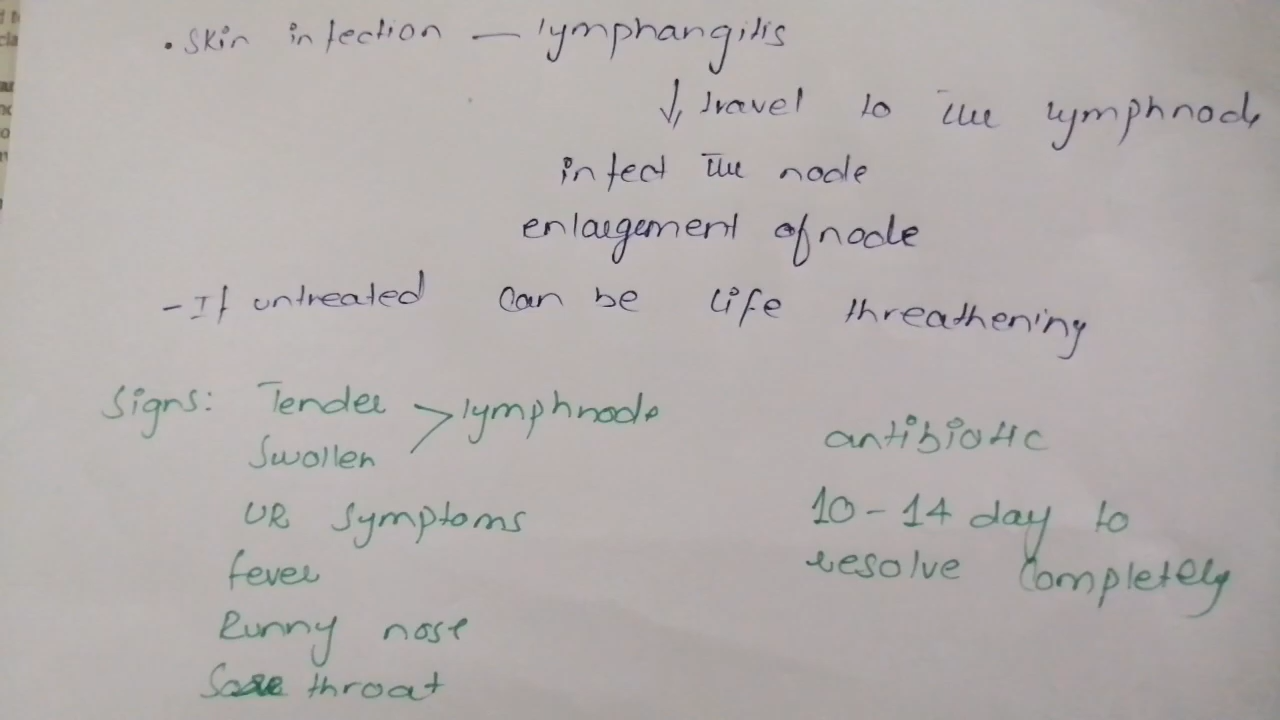 • Skin infection — lymphangitis
↓, travel to the lymphnode
infect the node
enlargement of node
- If untreated can be life threathening
Signs: Tender > lymphnode
Swollen
UR symptoms
fever
Runny nose
Sore throat
antibiotic
10 - 14 day to
resolve completely